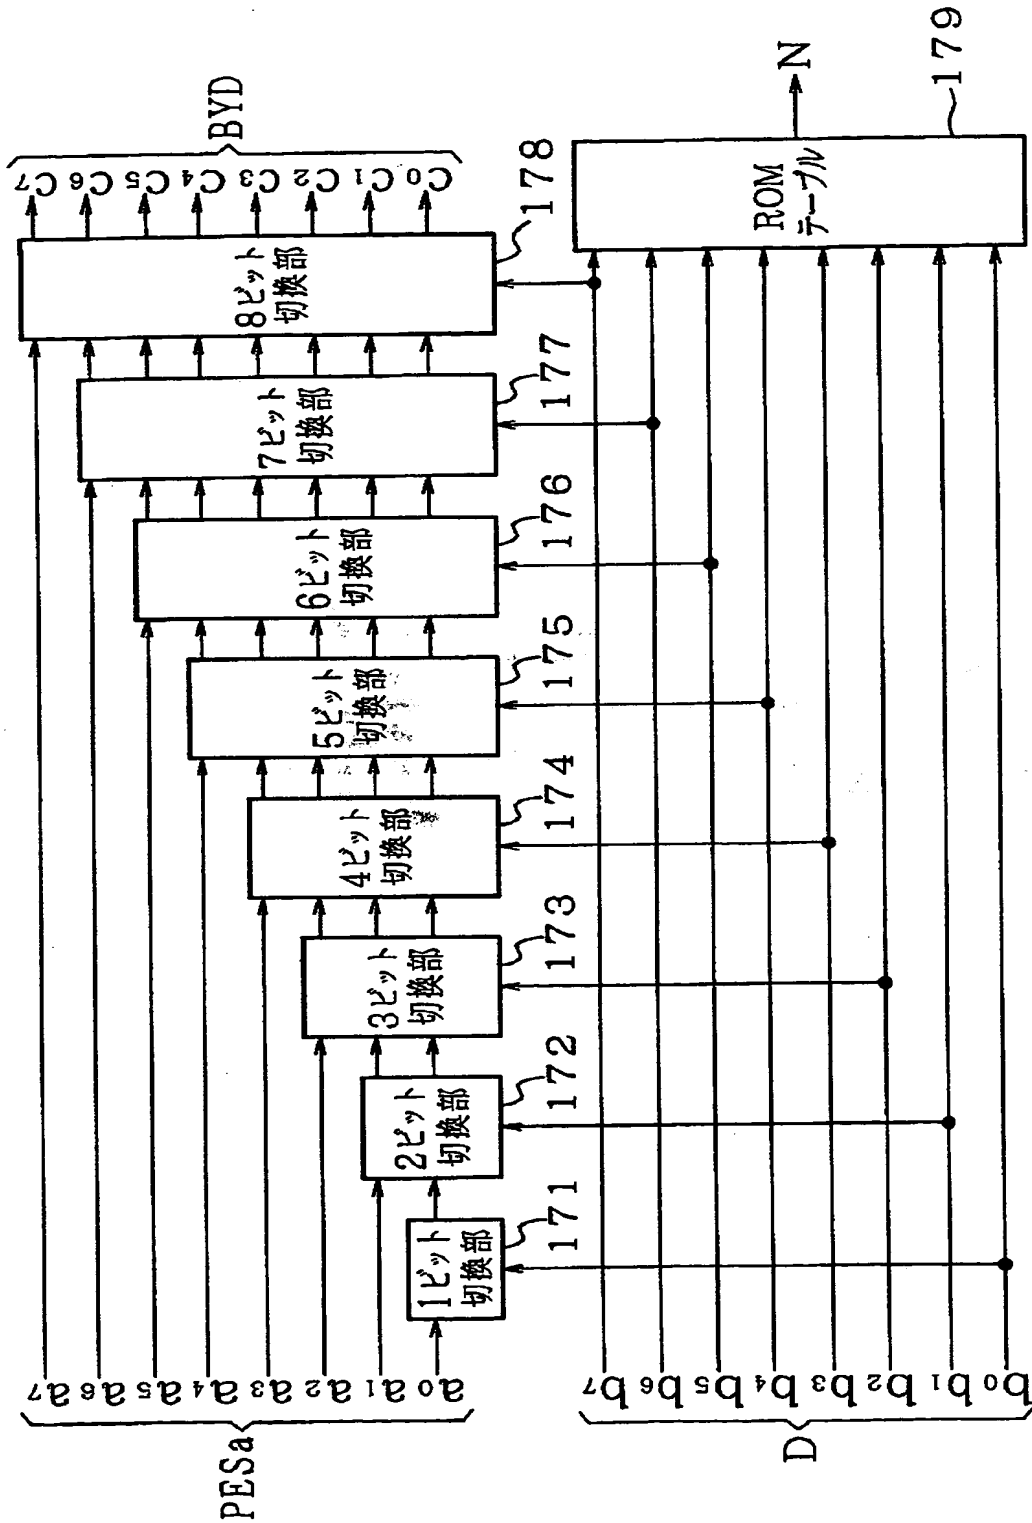 PESa
a7
a6
a5
a4
a3
a2
a1
a0
1ビット
切換部
171
2ビット
切換部
172
3ビット
切換部
173
4ビット
切換部
174
5ビット
切換部
175
6ビット
切換部
176
7ビット
切換部
177
8ビット
切換部
178
C7
C6
C5
C4
C3
C2
C1
C0
BYD
D
b7
b6
b5
b4
b3
b2
b1
b0
ROM
テーブル
179
N